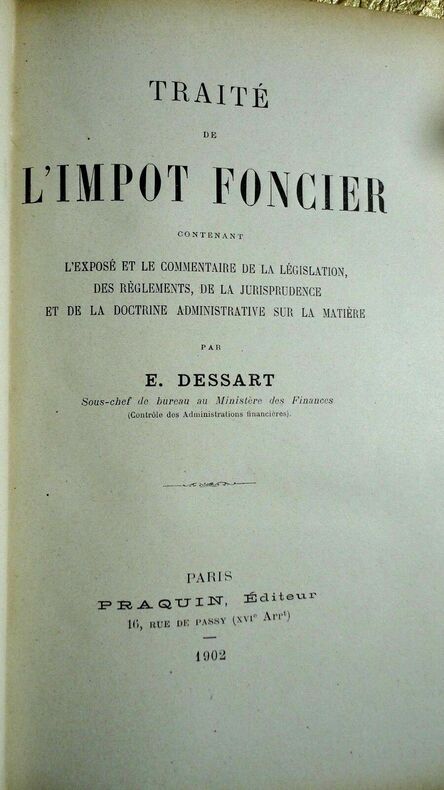 TRAITÉ
DE
L'IMPOT FONCIER
CONTENANT
L'EXPOSÉ ET LE COMMENTAIRE DE LA LÉGISLATION,
DES RÈGLEMENTS, DE LA JURISPRUDENCE
ET DE LA DOCTRINE ADMINISTRATIVE SUR LA MATIÈRE
PAR
E. DESSART
Sous-chef de bureau au Ministère des Finances
(Contrôle des Administrations financières).
PARIS
PRAQUIN, Éditeur
16, RUE DE PASSY (XVIe Arrt)
1902